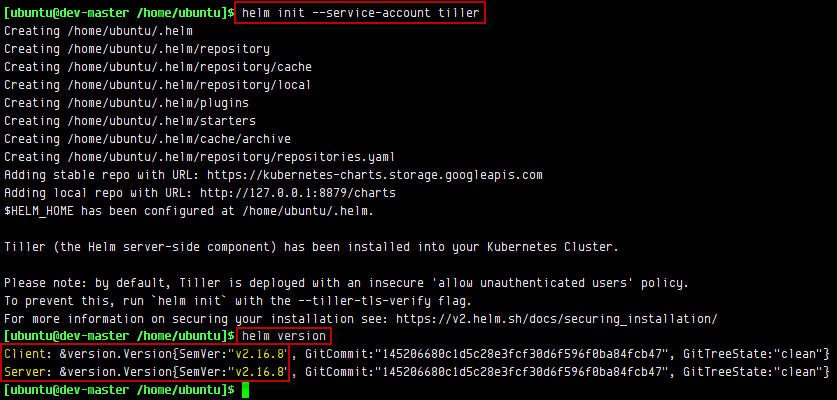 [ubuntu@dev-master /home/ubuntu]$ helm init --service-account tiller
Creating /home/ubuntu/.helm
Creating /home/ubuntu/.helm/repository
Creating /home/ubuntu/.helm/repository/cache
Creating /home/ubuntu/.helm/repository/local
Creating /home/ubuntu/.helm/plugins
Creating /home/ubuntu/.helm/starters
Creating /home/ubuntu/.helm/cache/archive
Creating /home/ubuntu/.helm/repository/repositories.yaml
Adding stable repo with URL: https://kubernetes-charts.storage.googleapis.com
Adding local repo with URL: http://127.0.0.1:8879/charts
$HELM_HOME has been configured at /home/ubuntu/.helm.
Tiller (the Helm server-side component) has been installed into your Kubernetes Cluster.
Please note: by default, Tiller is deployed with an insecure 'allow unauthenticated users' policy.
To prevent this, run `helm init` with the --tiller-tls-verify flag.
For more information on securing your installation see: https://v2.helm.sh/docs/securing_installation/
[ubuntu@dev-master /home/ubuntu]$ helm version
Client: &version.Version{SemVer:"v2.16.8", GitCommit:"145206680c1d5c28e3fcf30d6f596f0ba84fcb47", GitTreeState:"clean"}
Server: &version.Version{SemVer:"v2.16.8", GitCommit:"145206680c1d5c28e3fcf30d6f596f0ba84fcb47", GitTreeState:"clean"}
[ubuntu@dev-master /home/ubuntu]$